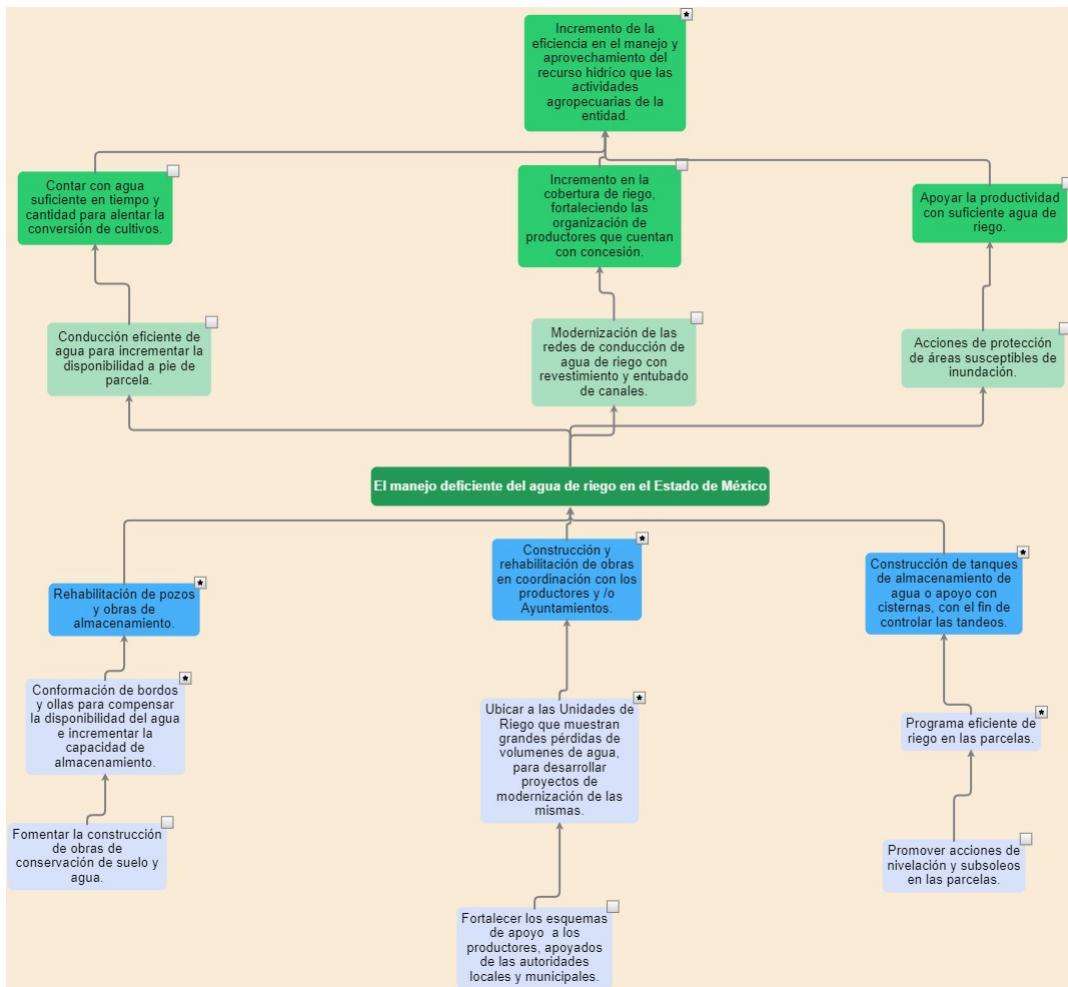 Incremento de la
eficiencia en el manejo y
aprovechamiento del
recurso hidríco que las
actividades
agropecuarias de la
entidad.
Contar con agua
suficiente en tiempo y
cantidad para alentar la
conversión de cultivos.
Incremento en la
cobertura de riego,
fortaleciendo las
organización de
productores que cuentan
con concesión.
Apoyar la productividad
con suficiente agua de
riego.
Conducción eficiente de
agua para incrementar la
disponibilidad a pie de
parcela.
Modernización de las
redes de conducción de
agua de riego con
revestimiento y entubado
de canales.
Acciones de protección
de áreas susceptibles de
inundación.
El manejo deficiente del agua de riego en el Estado de México
Rehabilitación de pozos
y obras de
almacenamiento.
Construcción y
rehabilitación de obras
en coordinación con los
productores y /o
Ayuntamientos.
Construcción de tanques
de almacenamiento de
agua o apoyo con
cisternas, con el fin de
controlar las tandeos.
Conformación de bordos
y ollas para compensar
la disponibilidad del agua
e incrementar la
capacidad de
almacenamiento.
Ubicar a las Unidades de
Riego que muestran
grandes pérdidas de
volumenes de agua,
para desarrollar
proyectos de
modernización de las
mismas.
Programa eficiente de
riego en las parcelas.
Fomentar la construcción
de obras de
conservación de suelo y
agua.
Fortalecer los esquemas
de apoyo a los
productores, apoyados
de las autoridades
locales y municipales.
Promover acciones de
nivelación y subsoleos
en las parcelas.